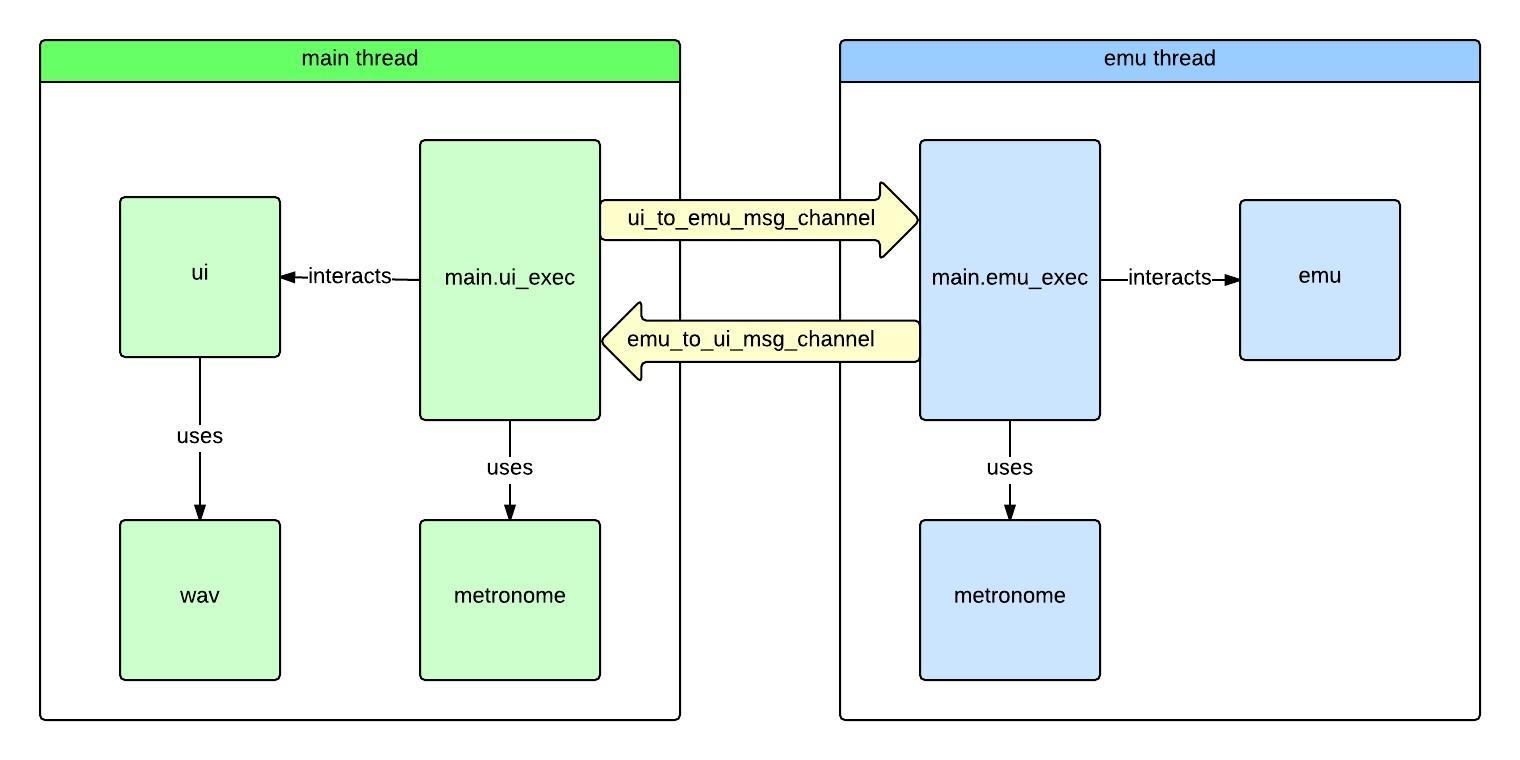 main thread
emu thread
ui_to_emu_msg_channel
ui
interacts
main.ui_exec
main.emu_exec
interacts
emu
emu_to_ui_msg_channel
uses
uses
uses
wav
metronome
metronome